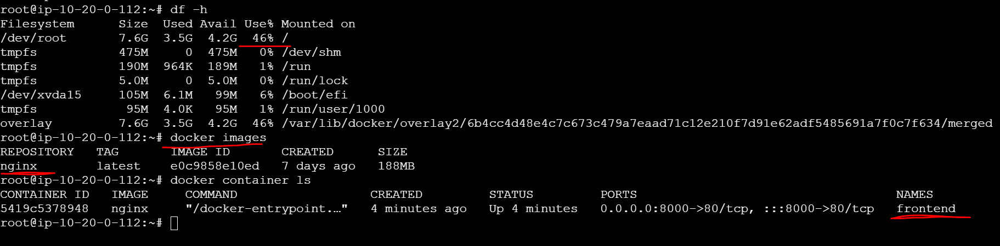 root@ip-10-20-0-112:~# df -h
Filesystem      Size  Used Avail Use% Mounted on
/dev/root       7.6G  3.5G  4.2G  46% /
tmpfs           475M     0  475M   0% /dev/shm
tmpfs           190M  964K  189M   1% /run
tmpfs           5.0M     0  5.0M   0% /run/lock
/dev/xvda15     105M  6.1M   99M   6% /boot/efi
tmpfs            95M  4.0K   95M   1% /run/user/1000
overlay         7.6G  3.5G  4.2G  46% /var/lib/docker/overlay2/6b4cc4d48e4c7c673c479a7eaad71c12e210f7d91e62adf5485691a7f0c7f634/merged
root@ip-10-20-0-112:~# docker images
REPOSITORY   TAG       IMAGE ID       CREATED      SIZE
nginx        latest    e0c9858e10ed   7 days ago   188MB
root@ip-10-20-0-112:~# docker container ls
CONTAINER ID   IMAGE     COMMAND                  CREATED         STATUS         PORTS                                   NAMES
5419c5378948   nginx     "/docker-entrypoint.…"   4 minutes ago   Up 4 minutes   0.0.0.0:8000->80/tcp, :::8000->80/tcp   frontend
root@ip-10-20-0-112:~#